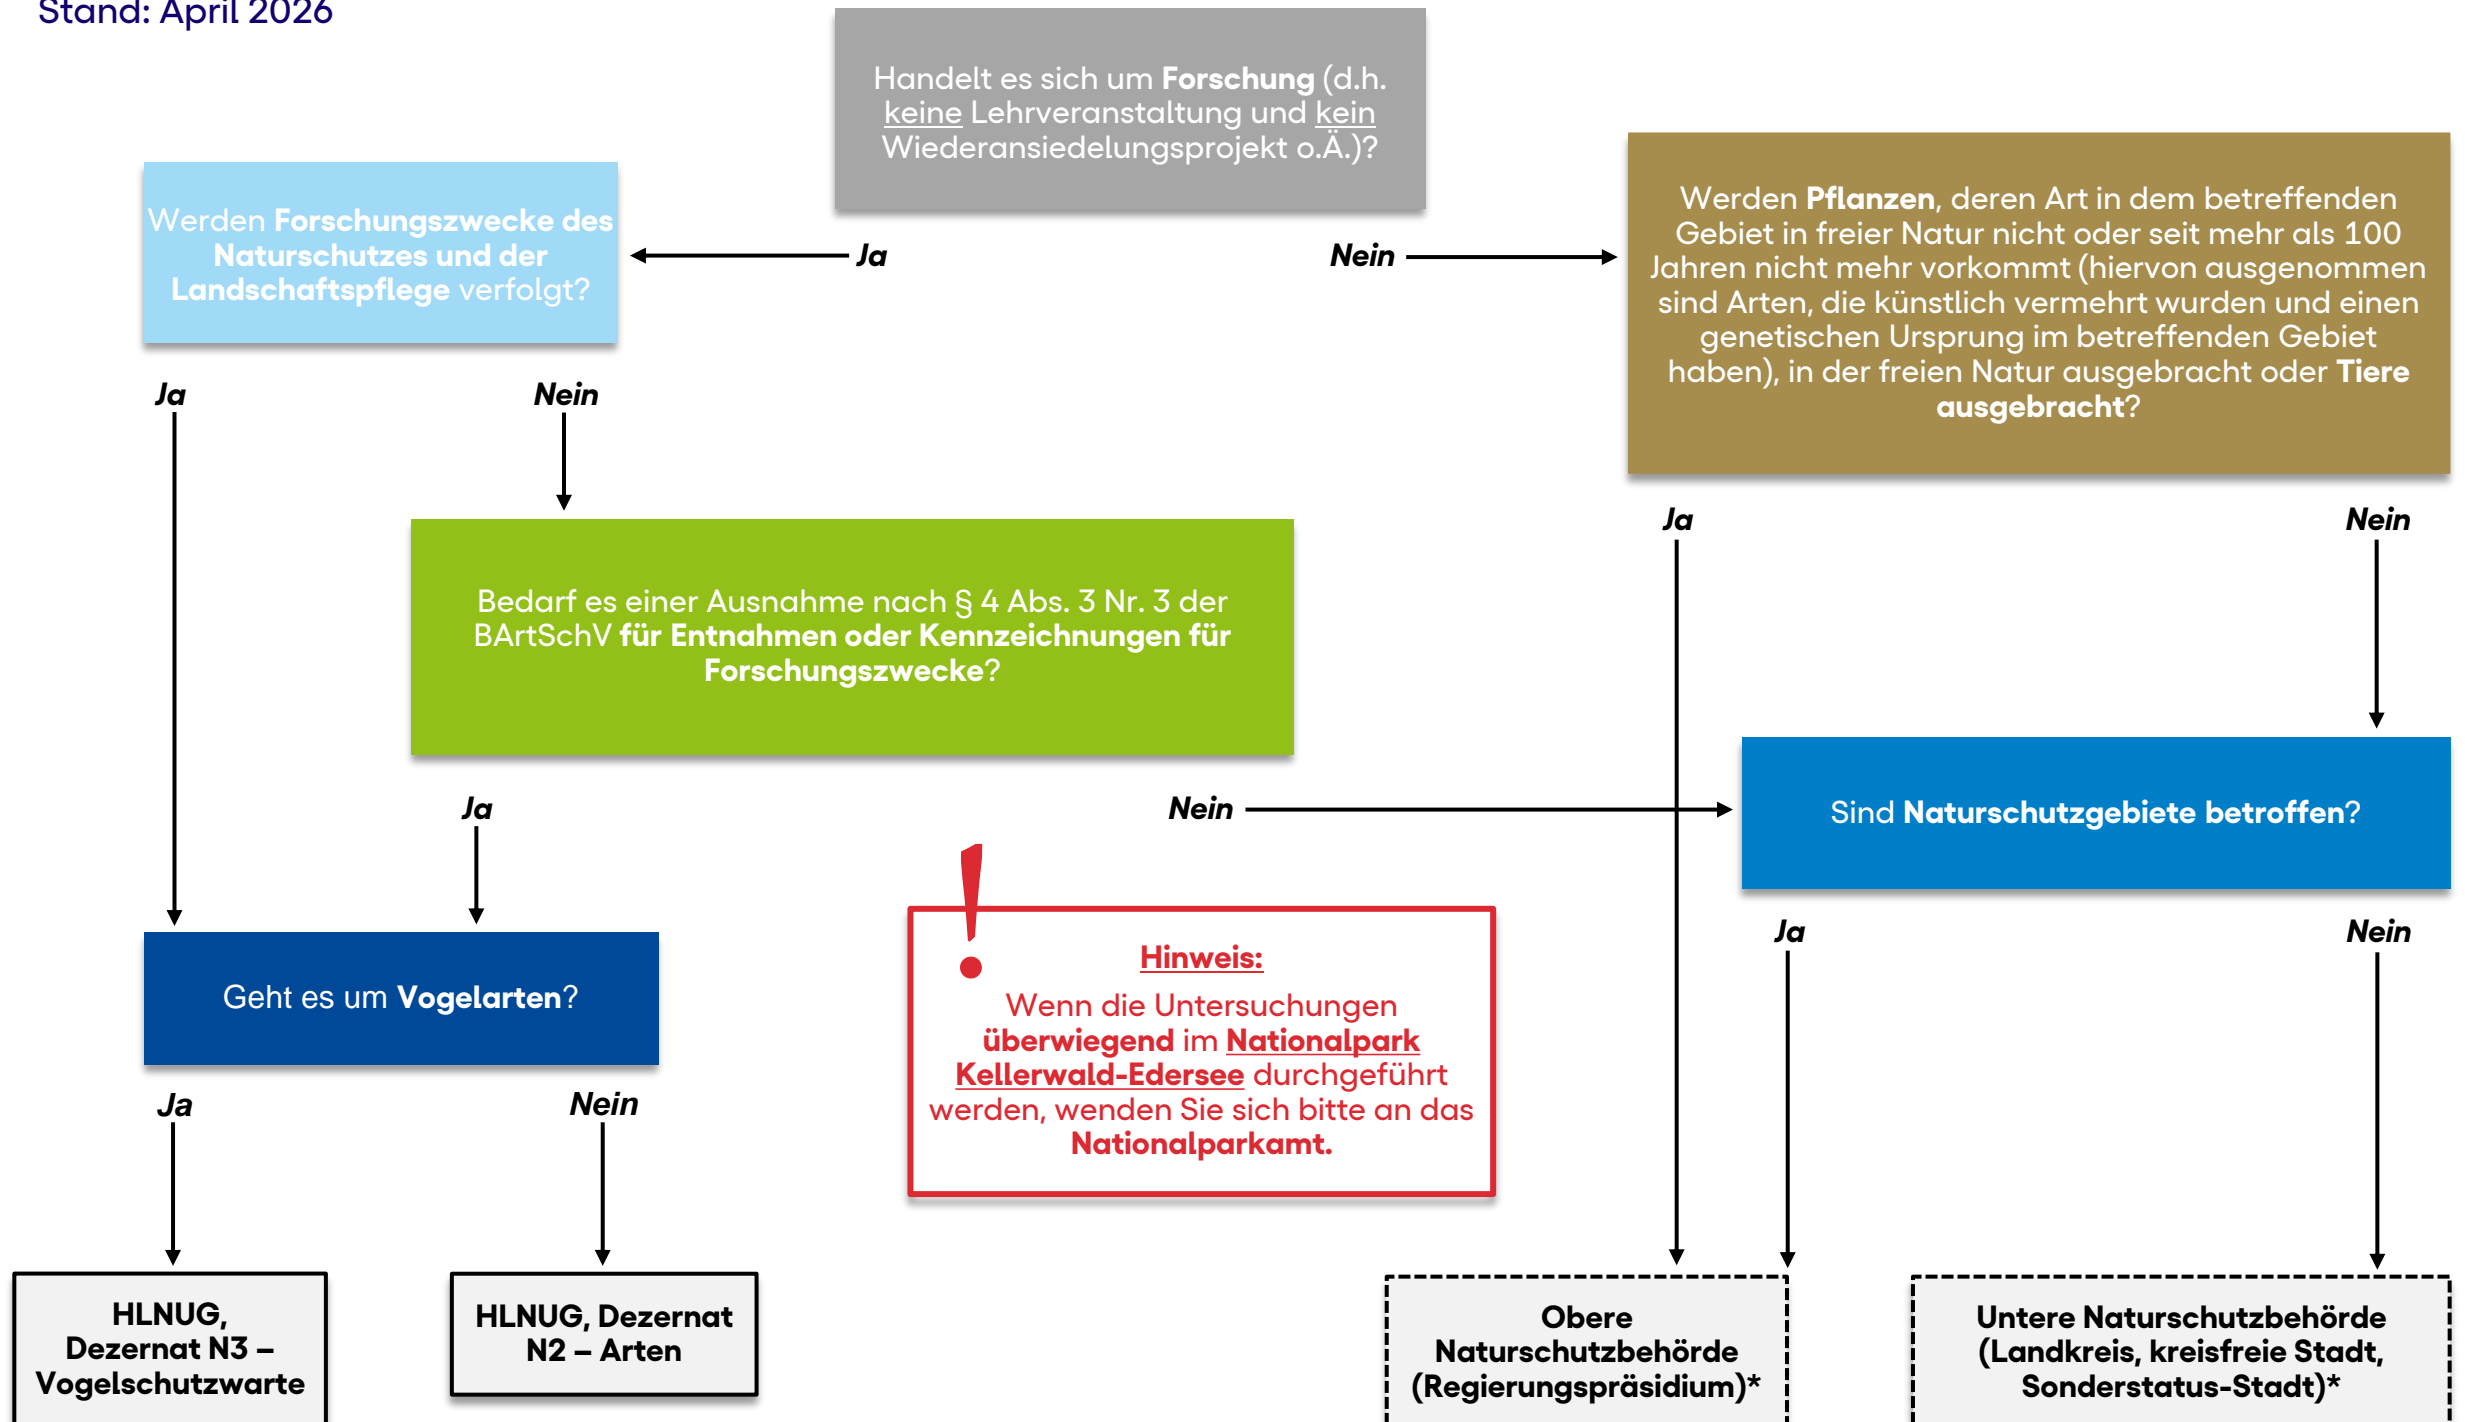 Stand: April 2026
Handelt es sich um Forschung (d.h.
keine Lehrveranstaltung und kein
Wiederansiedelungsprojekt o.Ä.)?
Werden Forschungszwecke des
Naturschutzes und der
Landschaftspflege verfolgt?
Ja
Nein
Werden Pflanzen, deren Art in dem betreffenden
Gebiet in freier Natur nicht oder seit mehr als 100
Jahren nicht mehr vorkommt (hiervon ausgenommen
sind Arten, die künstlich vermehrt wurden und einen
genetischen Ursprung im betreffenden Gebiet
haben), in der freien Natur ausgebracht oder Tiere
ausgebracht?
Ja
Nein
Ja
Nein
Bedarf es einer Ausnahme nach § 4 Abs. 3 Nr. 3 der
BArtSchV für Entnahmen oder Kennzeichnungen für
Forschungszwecke?
Ja
Nein
Sind Naturschutzgebiete betroffen?
Geht es um Vogelarten?
Hinweis:
Wenn die Untersuchungen
überwiegend im Nationalpark
Kellerwald-Edersee durchgeführt
werden, wenden Sie sich bitte an das
Nationalparkamt.
Ja
Nein
Ja
Nein
HLNUG,
Dezernat N3 –
Vogelschutzwarte
HLNUG, Dezernat
N2 – Arten
Obere
Naturschutzbehörde
(Regierungspräsidium)*
Untere Naturschutzbehörde
(Landkreis, kreisfreie Stadt,
Sonderstatus-Stadt)*